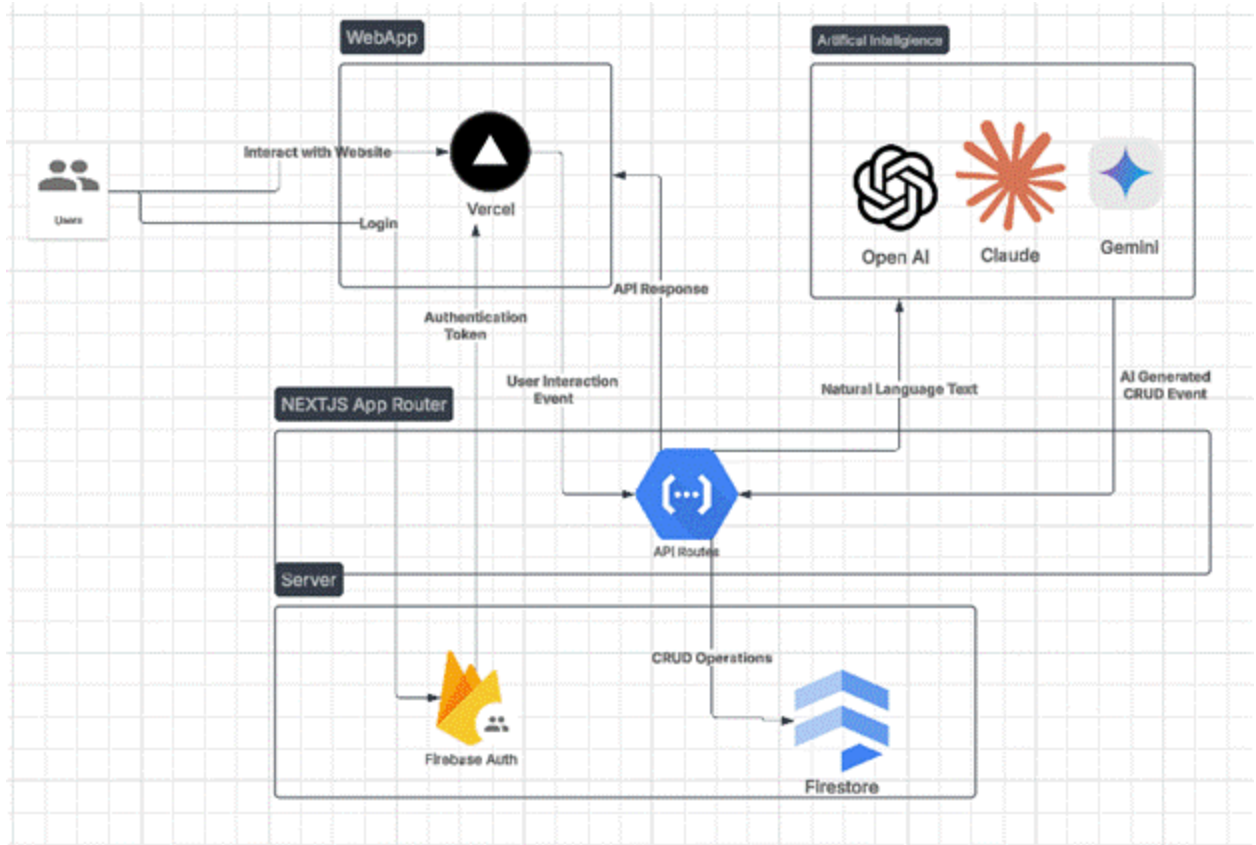 WebApp
Artifical Inteligience
Interact with Website
Users
Login
Vercel
Open AI
Claude
Gemini
API Response
Authentication
Token
User Interaction
Event
Natural Language Text
AI Generated
CRUD Event
NEXTJS App Router
API Routes
Server
CRUD Operations
Firebase Auth
Firestore